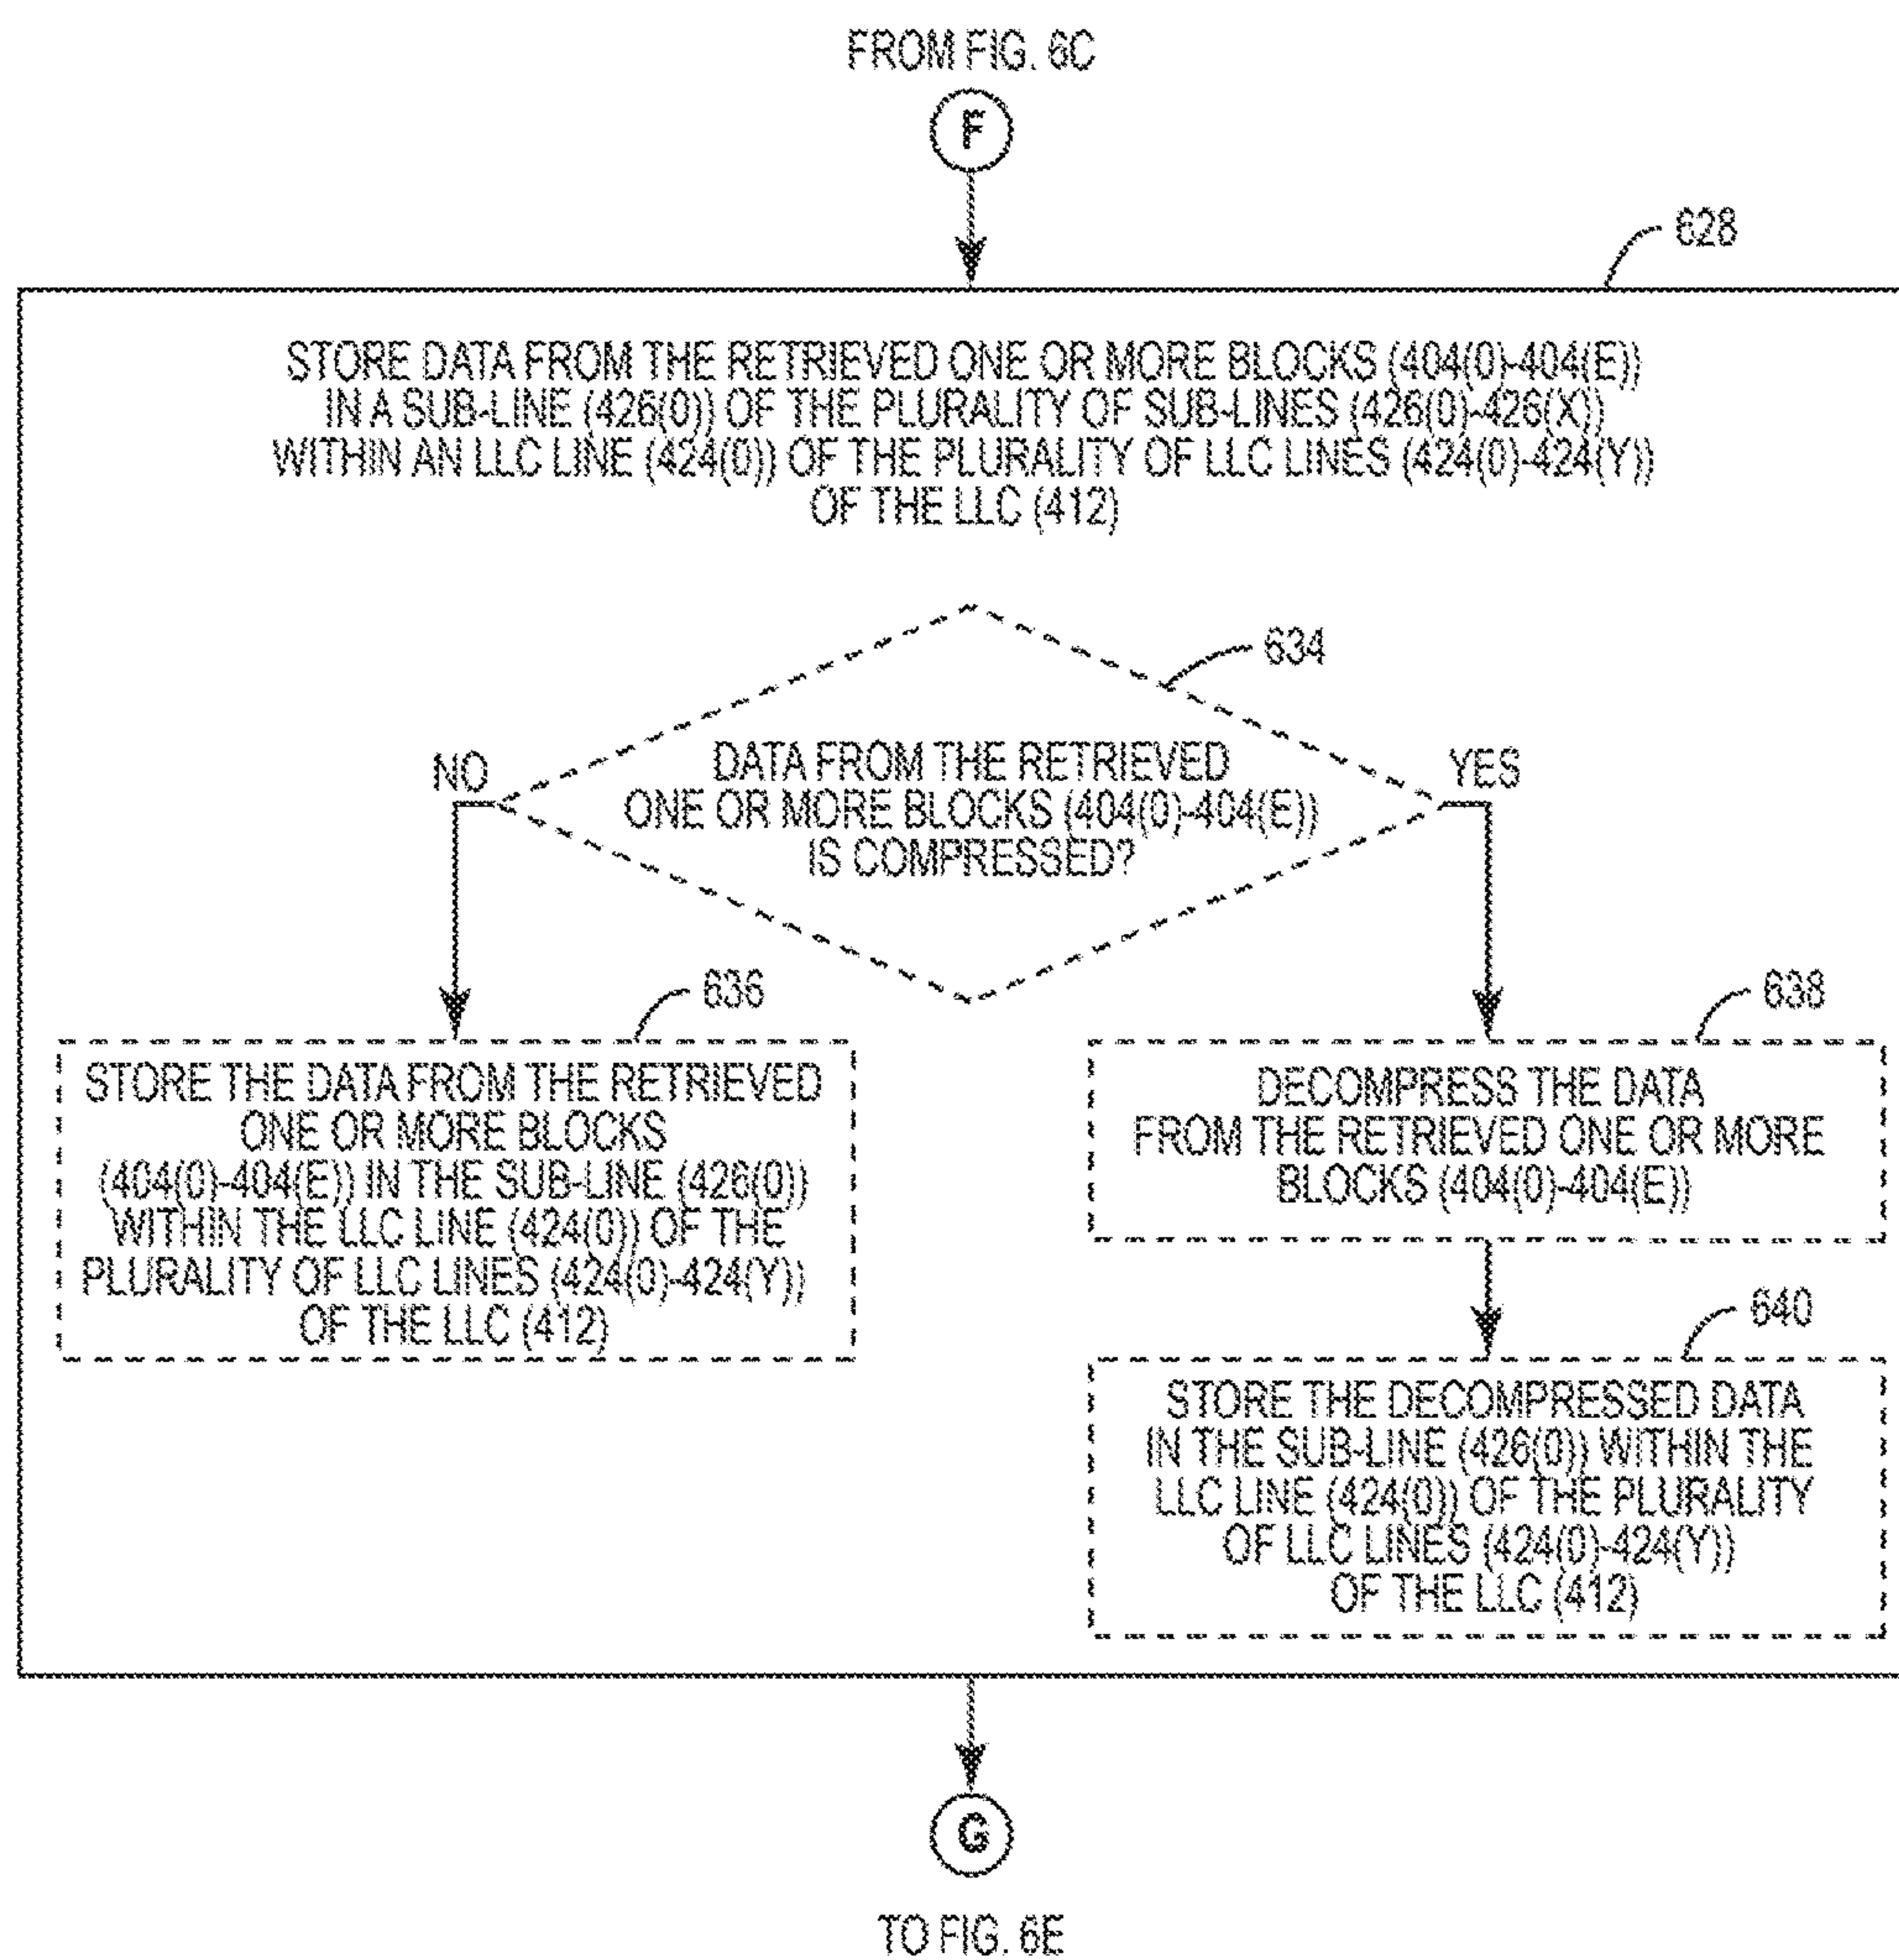 FROM FIG. 6C
F
628
STORE DATA FROM THE RETRIEVED ONE OR MORE BLOCKS (404(0)-404(E))
IN A SUB-LINE (426(0)) OF THE PLURALITY OF SUB-LINES (426(0)-426(X))
WITHIN AN LLC LINE (424(0)) OF THE PLURALITY OF LLC LINES (424(0)-424(Y))
OF THE LLC (412)
634
NO
DATA FROM THE RETRIEVED
ONE OR MORE BLOCKS (404(0)-404(E))
IS COMPRESSED?
YES
636
STORE THE DATA FROM THE RETRIEVED
ONE OR MORE BLOCKS
(404(0)-404(E)) IN THE SUB-LINE (426(0))
WITHIN THE LLC LINE (424(0)) OF THE
PLURALITY OF LLC LINES (424(0)-424(Y))
OF THE LLC (412)
638
DECOMPRESS THE DATA
FROM THE RETRIEVED ONE OR MORE
BLOCKS (404(0)-404(E))
640
STORE THE DECOMPRESSED DATA
IN THE SUB-LINE (426(0)) WITHIN THE
LLC LINE (424(0)) OF THE PLURALITY
OF LLC LINES (424(0)-424(Y))
OF THE LLC (412)
G
TO FIG. 6E